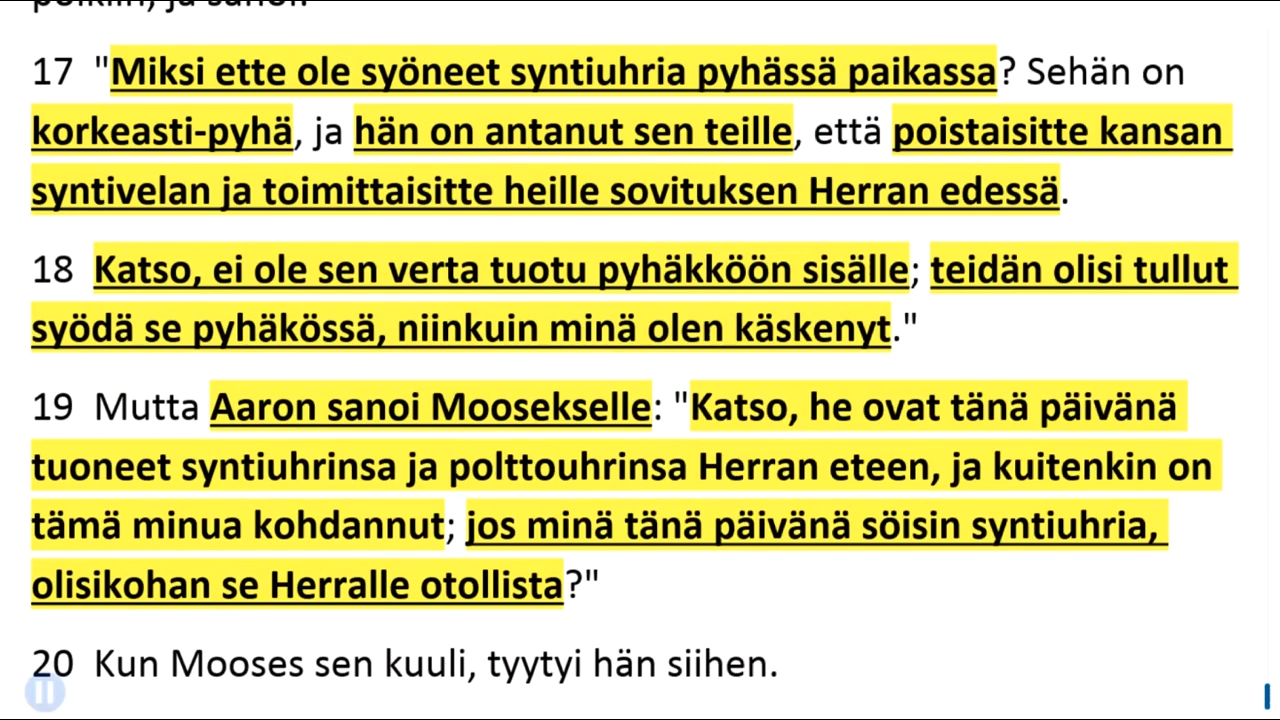 17 "Miksi ette ole syöneet syntiuhria pyhässä paikassa? Sehän on
korkeasti-pyhä, ja hän on antanut sen teille, että poistaisitte kansan
syntivelan ja toimittaisitte heille sovituksen Herran edessä.
18 Katso, ei ole sen verta tuotu pyhäkköön sisälle; teidän olisi tullut
syödä se pyhäkössä, niinkuin minä olen käskenyt."
19 Mutta Aaron sanoi Moosekselle: "Katso, he ovat tänä päivänä
tuoneet syntiuhrinsa ja polttouhrinsa Herran eteen, ja kuitenkin on
tämä minua kohdannut; jos minä tänä päivänä söisin syntiuhria,
olisikohan se Herralle otollista?"
20 Kun Mooses sen kuuli, tyytyi hän siihen.